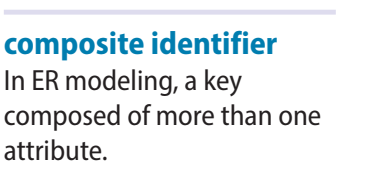 composite identifier
In ER modeling, a key
composed of more than one
attribute.